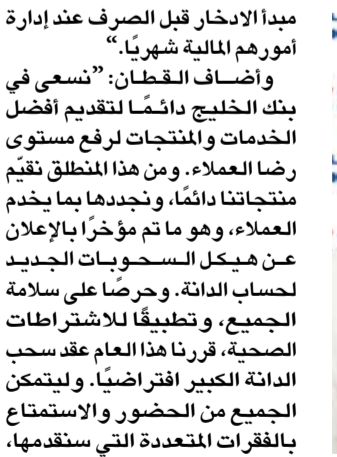 مبدأ الادخار قبل الصرف عند إدارة
أمورهم المالية شهريًا.“
وأضاف القطان: ”نسعى في
بنك الخليج دائمًا لتقديم أفضل
الخدمات والمنتجات لرفع مستوى
رضا العملاء. ومن هذا المنطلق نقيّم
منتجاتنا دائمًا، ونجددها بما يخدم
العملاء، وهو ما تم مؤخرًا بالإعلان
عن هيكل السحوبات الجديد
لحساب الدانة. وحرصًا على سلامة
الجميع، وتطبيقًا للاشتراطات
الصحية، قررنا هذا العام عقد سحب
الدانة الكبير افتراضيًا. وليتمكن
الجميع من الحضور والاستمتاع
بالفقرات المتعددة التي سنقدمها،